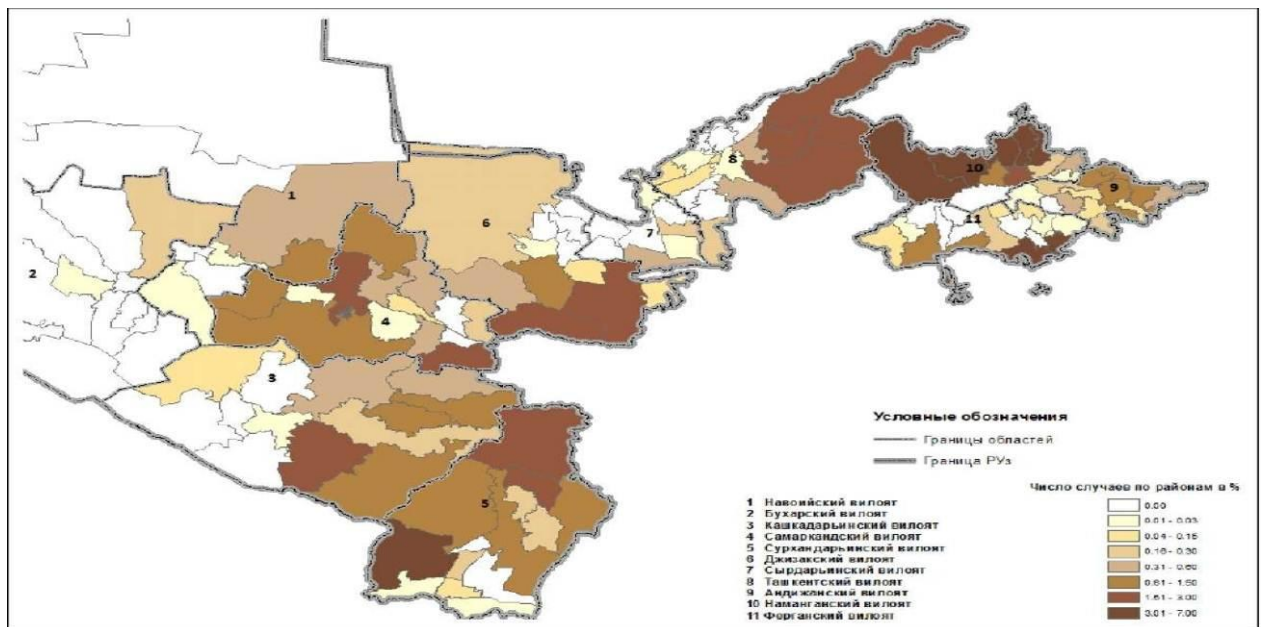 1
2
3
4
5
6
7
8
9
10
11
Условные обозначения
Границы областей
Граница РУз
Число случаев по районам в %
1 Навоийский вилоят
2 Бухарский вилоят
3 Кашкадарьинский вилоят
4 Самаркандский вилоят
5 Сурхандарьинский вилоят
6 Джизакский вилоят
7 Сырдарьинский вилоят
8 Ташкентский вилоят
9 Андижанский вилоят
10 Наманганский вилоят
11 Ферганский вилоят
0.00
0.01 - 0.03
0.04 - 0.15
0.16 - 0.30
0.31 - 0.60
0.61 - 1.50
1.51 - 3.00
3.01 - 7.00